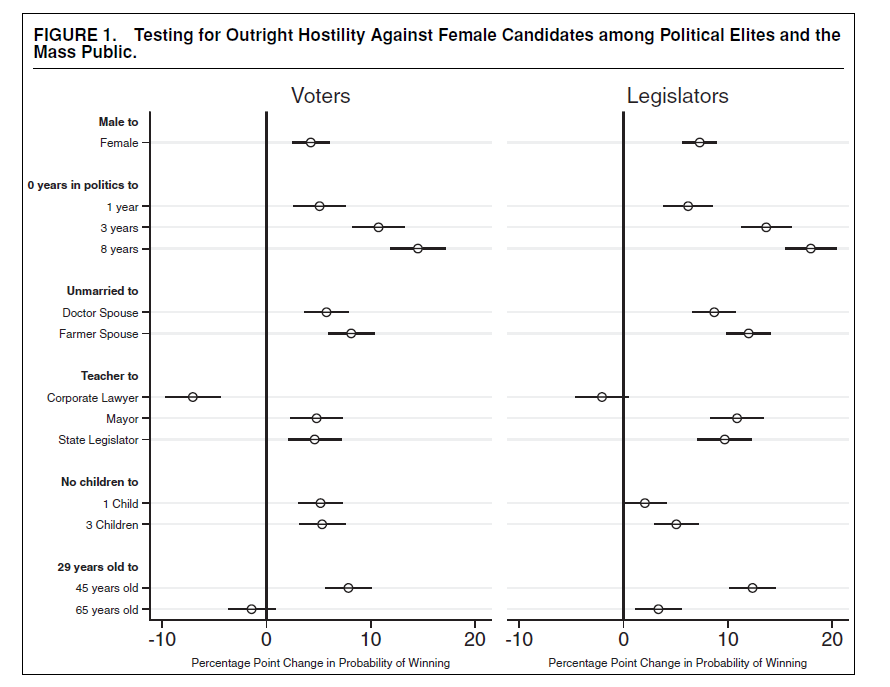 FIGURE 1. Testing for Outright Hostility Against Female Candidates among Political Elites and the
Mass Public.
Voters
Legislators
Male to
Female
0 years in politics to
1 year
3 years
8 years
Unmarried to
Doctor Spouse
Farmer Spouse
Teacher to
Corporate Lawyer
Mayor
State Legislator
No children to
1 Child
3 Children
29 years old to
45 years old
65 years old
-10 0 10 20
-10 0 10 20
Percentage Point Change in Probability of Winning
Percentage Point Change in Probability of Winning